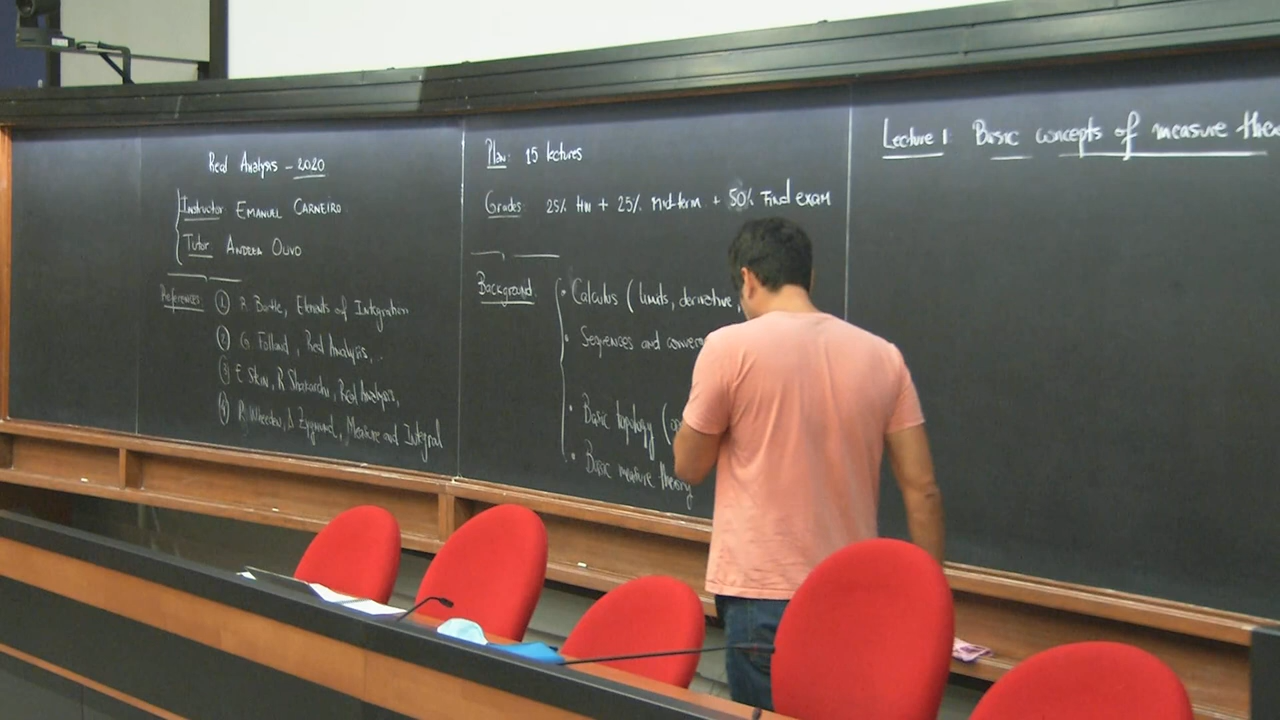 Real Analysis - 2020
Instructor: EMANUEL CARNEIRO
Tutor: ANDREA OLIVO
References: ① R. Bartle, Elements of Integration
② G. Folland, Real Analysis,
③ E. Stein, R. Shakarchi, Real Analysis,
④ R. Wheeden, A. Zygmund, Measure and Integral
Plan: 15 lectures
Grades: 25% HW + 25% midterm + 50% Final exam
Background:
• Calculus (limits, derivative,
• Sequences and conver
• Basic topology (
• Basic measure theory
Lecture 1: Basic concepts of measure theo